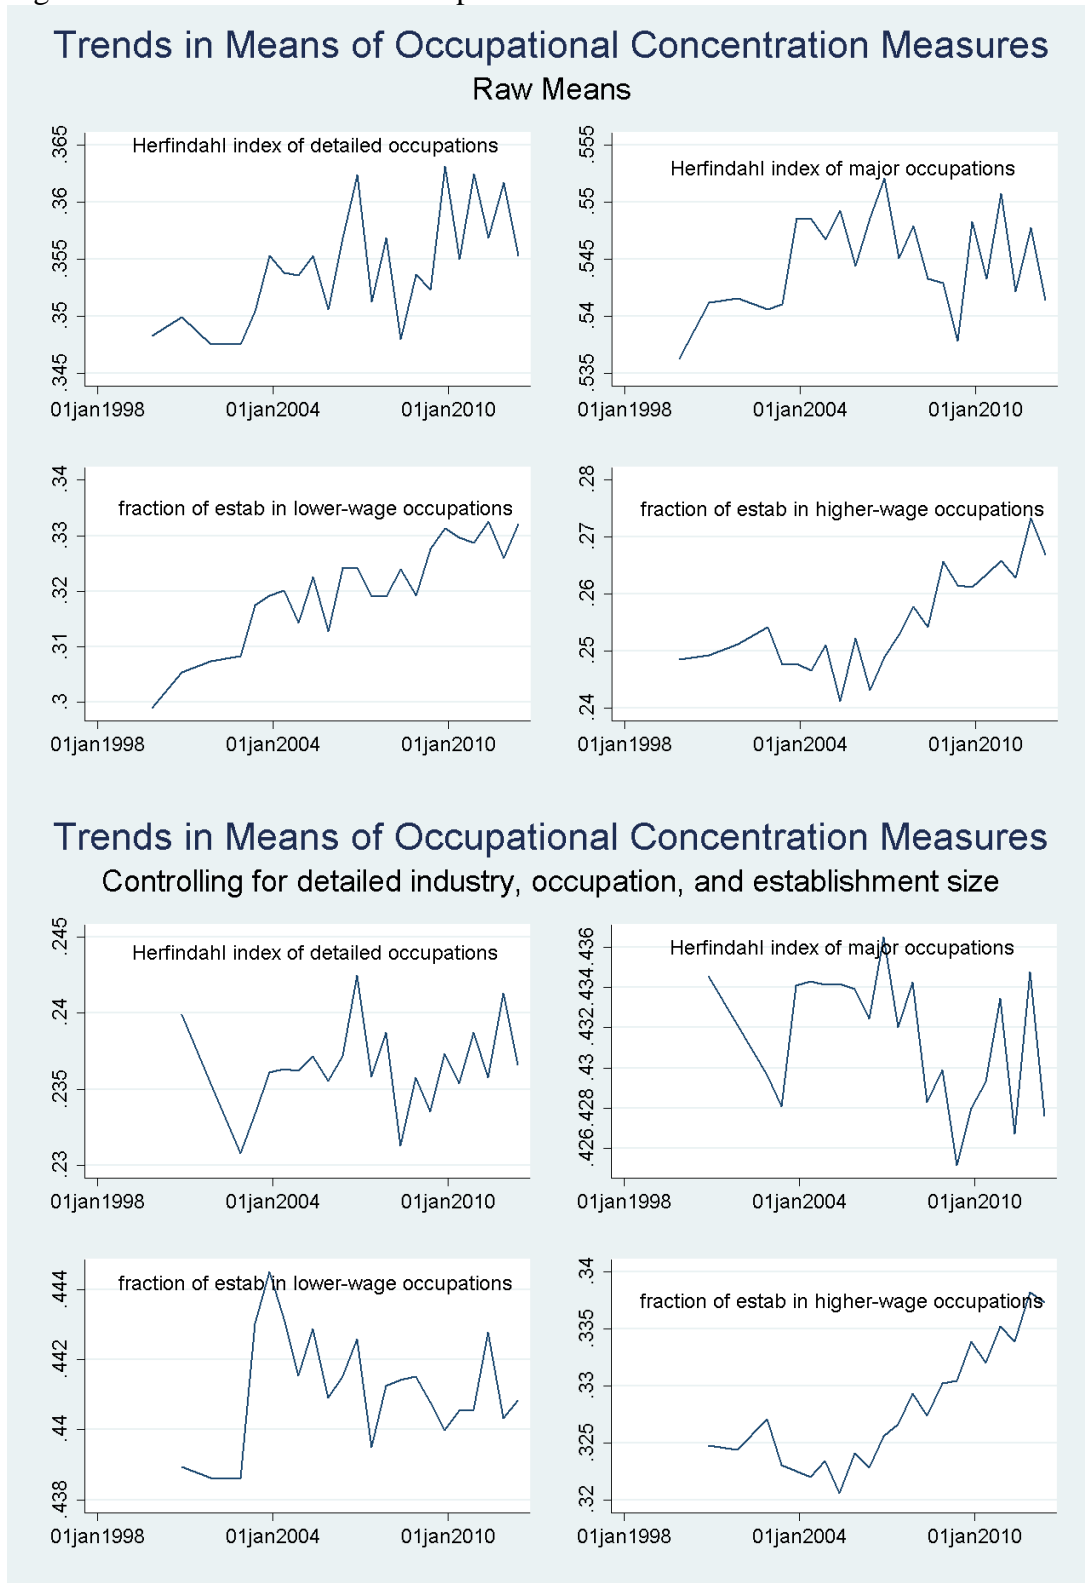 Trends in Means of Occupational Concentration Measures
Raw Means
Herfindahl index of detailed occupations
.365
.36
.355
.35
.345
01jan1998 01jan2004 01jan2010
Herfindahl index of major occupations
.555
.55
.545
.54
.535
01jan1998 01jan2004 01jan2010
fraction of estab in lower-wage occupations
.34
.33
.32
.31
.3
01jan1998 01jan2004 01jan2010
fraction of estab in higher-wage occupations
.28
.27
.26
.25
.24
01jan1998 01jan2004 01jan2010
Trends in Means of Occupational Concentration Measures
Controlling for detailed industry, occupation, and establishment size
Herfindahl index of detailed occupations
.245
.24
.235
.23
01jan1998 01jan2004 01jan2010
Herfindahl index of major occupations
.436
.434
.432
.43
.428
.426
01jan1998 01jan2004 01jan2010
fraction of estab in lower-wage occupations
.444
.442
.44
.438
01jan1998 01jan2004 01jan2010
fraction of estab in higher-wage occupations
.34
.335
.33
.325
.32
01jan1998 01jan2004 01jan2010